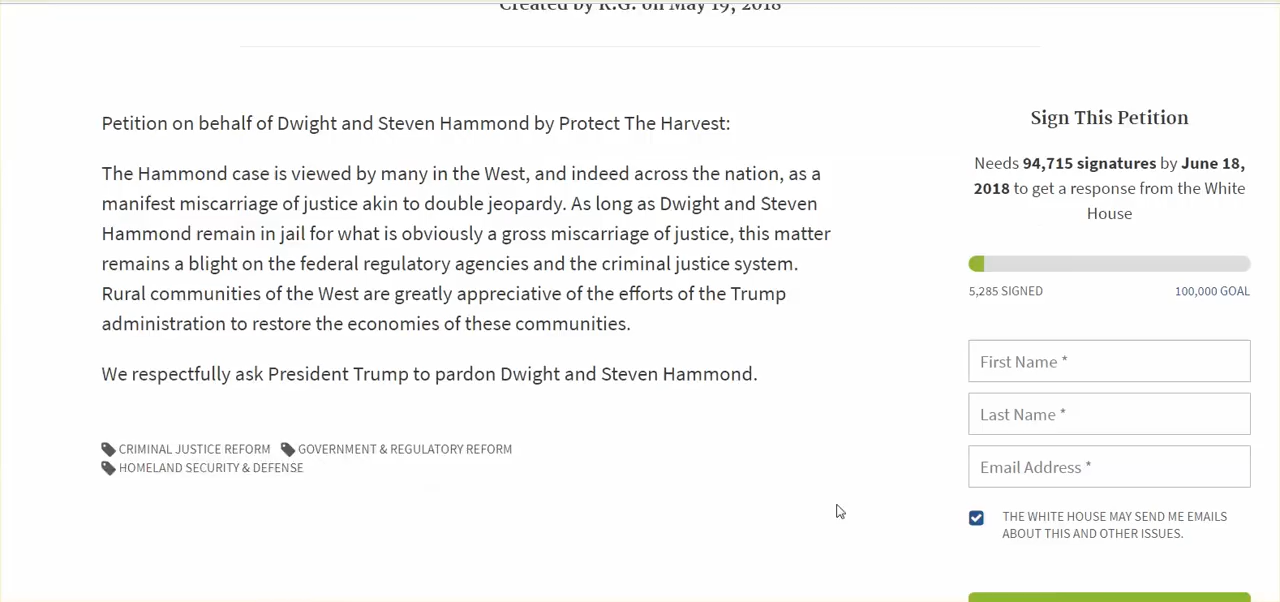 Created by R.G. on May 19, 2018
Petition on behalf of Dwight and Steven Hammond by Protect The Harvest:
The Hammond case is viewed by many in the West, and indeed across the nation, as a
manifest miscarriage of justice akin to double jeopardy. As long as Dwight and Steven
Hammond remain in jail for what is obviously a gross miscarriage of justice, this matter
remains a blight on the federal regulatory agencies and the criminal justice system.
Rural communities of the West are greatly appreciative of the efforts of the Trump
administration to restore the economies of these communities.
We respectfully ask President Trump to pardon Dwight and Steven Hammond.
CRIMINAL JUSTICE REFORM GOVERNMENT & REGULATORY REFORM
HOMELAND SECURITY & DEFENSE
Sign This Petition
Needs 94,715 signatures by June 18,
2018 to get a response from the White
House
5,285 SIGNED 100,000 GOAL
First Name *
Last Name *
Email Address *
THE WHITE HOUSE MAY SEND ME EMAILS
ABOUT THIS AND OTHER ISSUES.